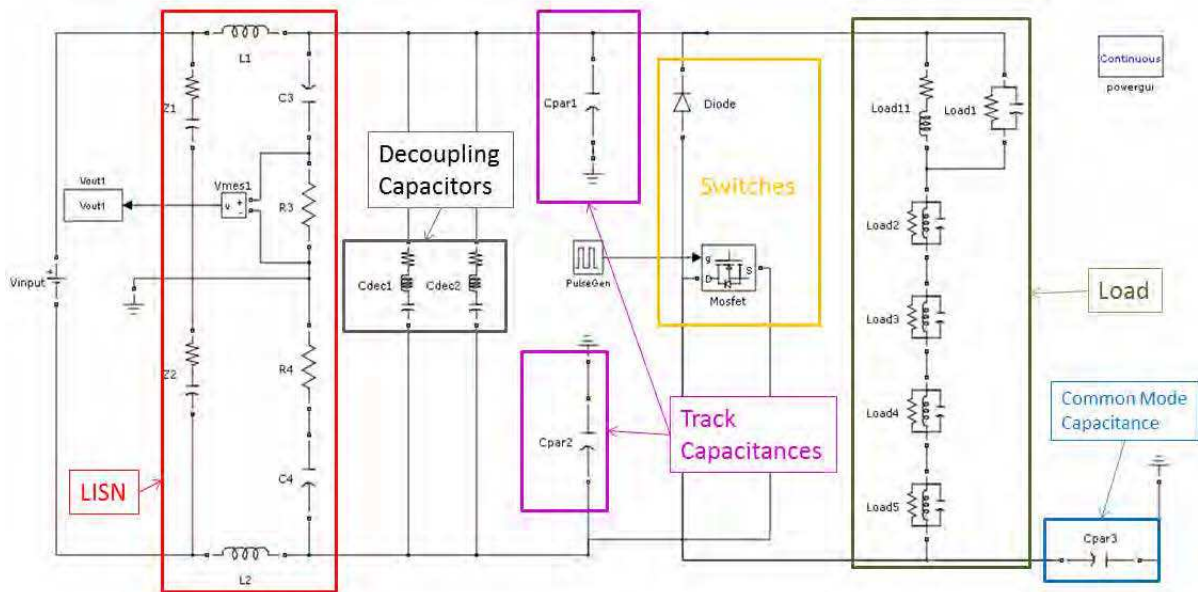 L1
Continuous
powergui
Z1
C3
Cpar1
Diode
Load11
Load1
Decoupling
Capacitors
Switches
Vout1
Vout1
Vmes1
v
+
-
R3
Load2
PulseGen
g
D
S
Mosfet
Vinput
+
Cdec1
Cdec2
Load
Load3
Z2
R4
Common Mode
Capacitance
Track
Capacitances
Load4
Cpar2
C4
LISN
Load5
Cpar3
L2